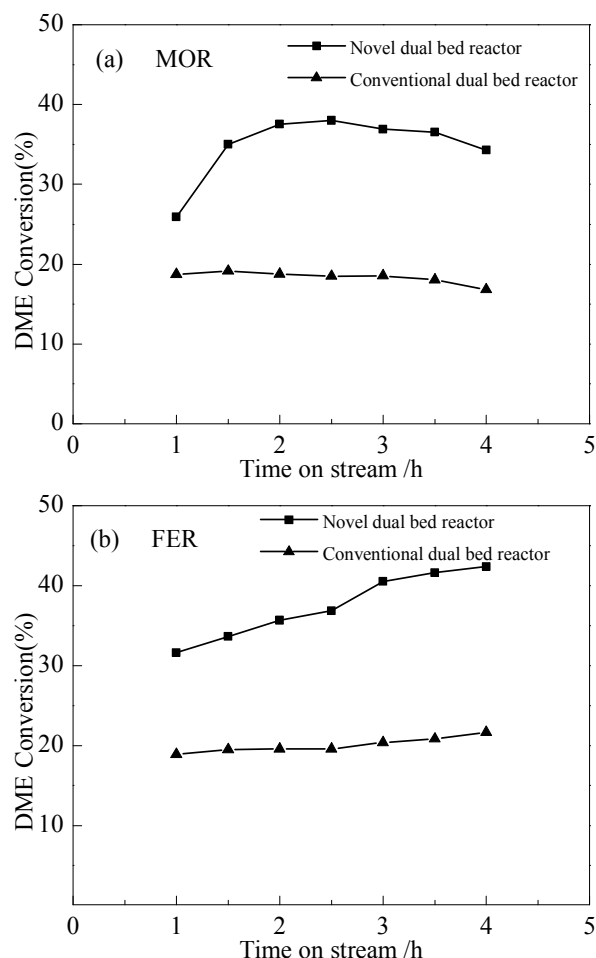 50
(a) MOR
Novel dual bed reactor
Conventional dual bed reactor
40
30
20
10
0
DME Conversion(%)
0 1 2 3 4 5
Time on stream /h
50
(b) FER
Novel dual bed reactor
Conventional dual bed reactor
40
30
20
10
DME Conversion(%)
0 1 2 3 4 5
Time on stream /h